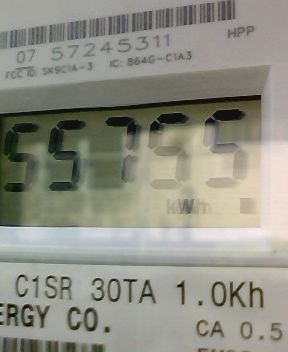 07 57245311
HPP
FCC ID: SK9C1A-3 IC: 864G-C1A3
55755
kWh
C1SR 30TA 1.0Kh
ERGY CO.
CA 0.5